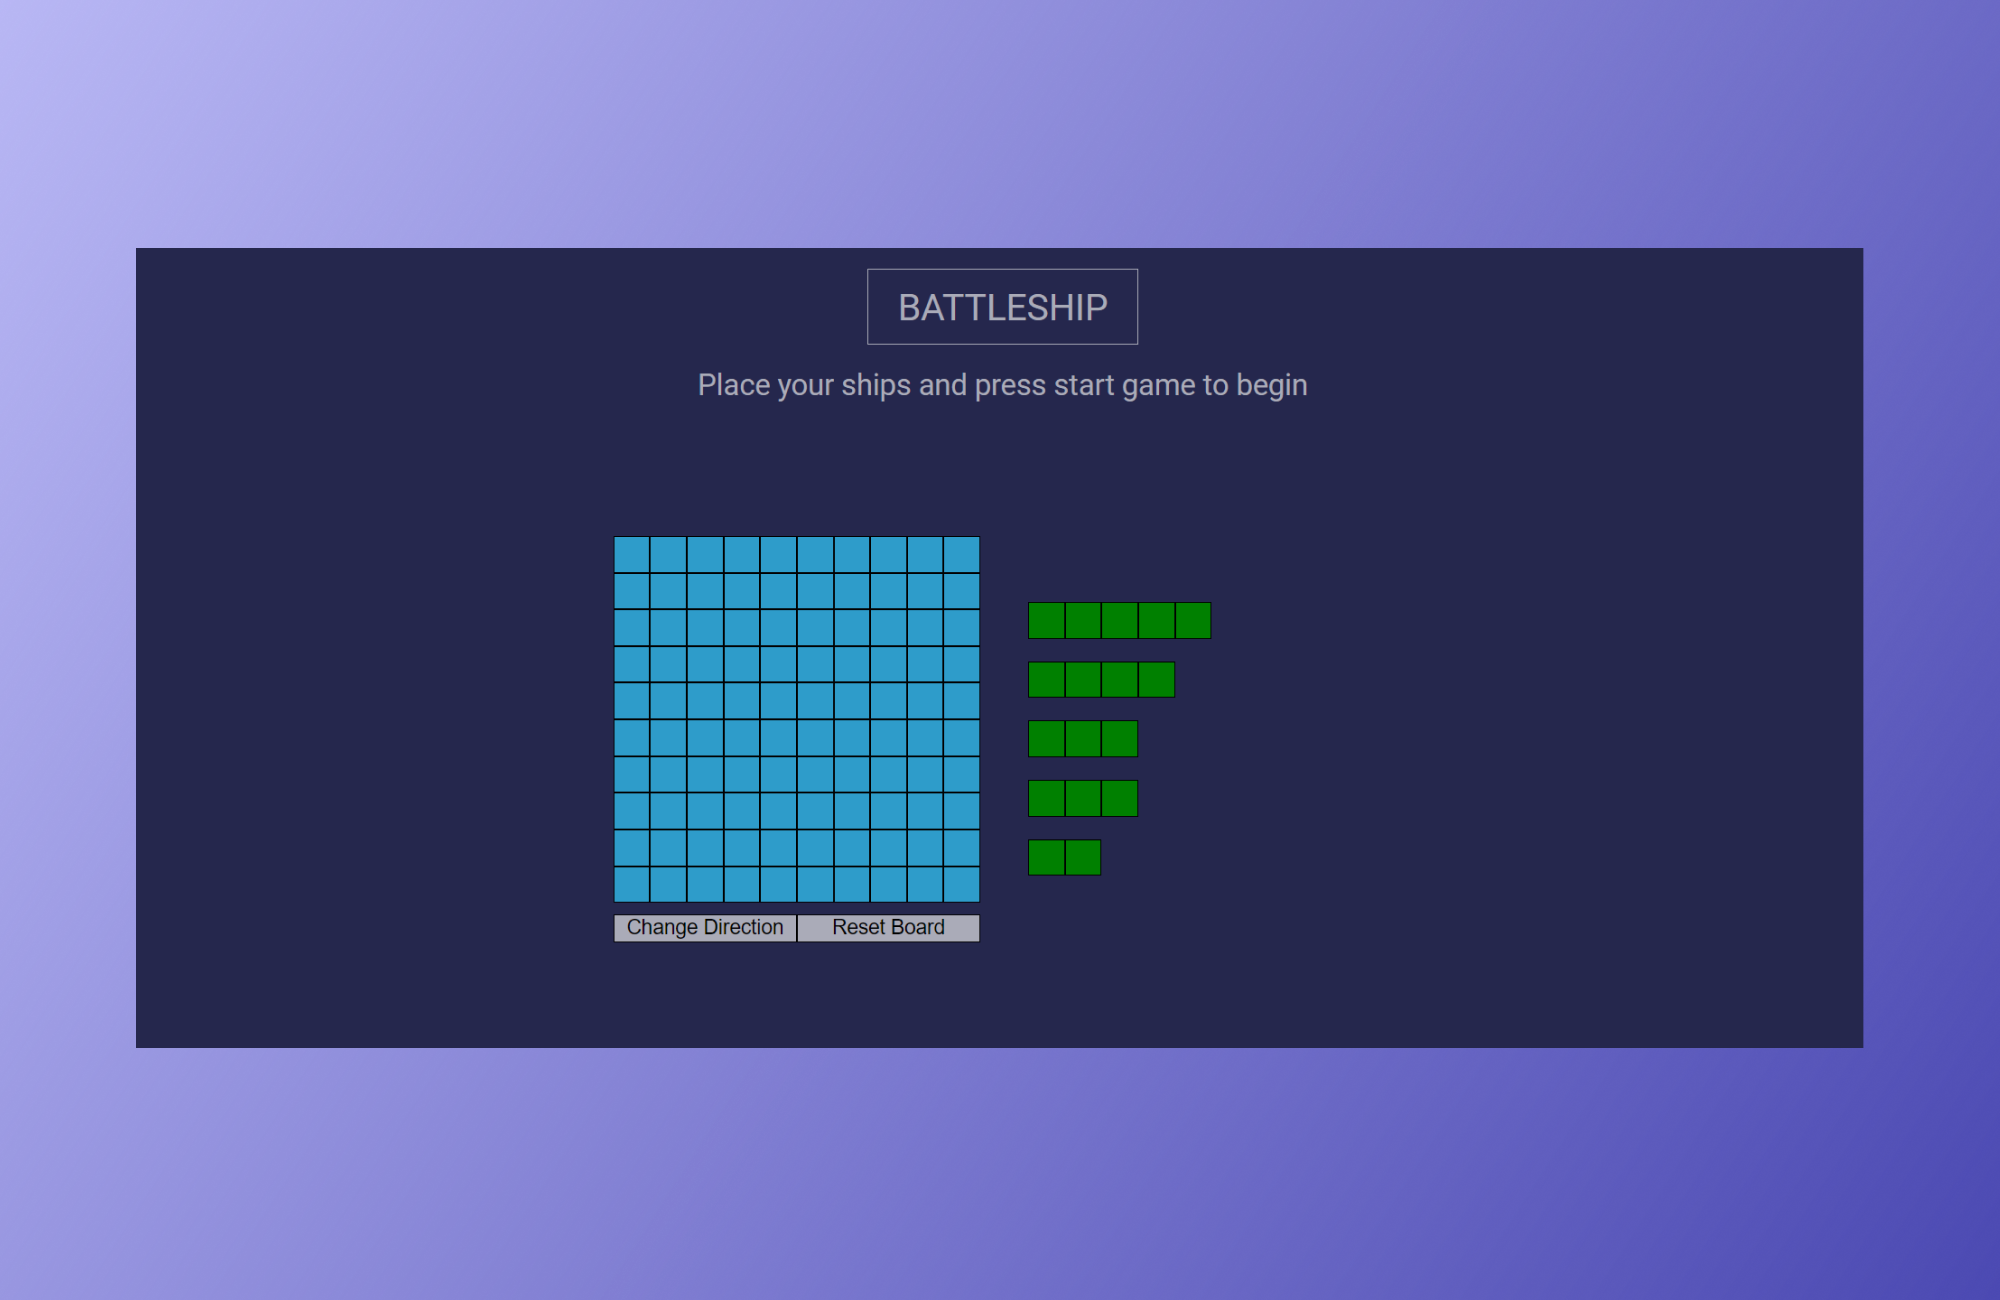 BATTLESHIP
Place your ships and press start game to begin
Change Direction
Reset Board